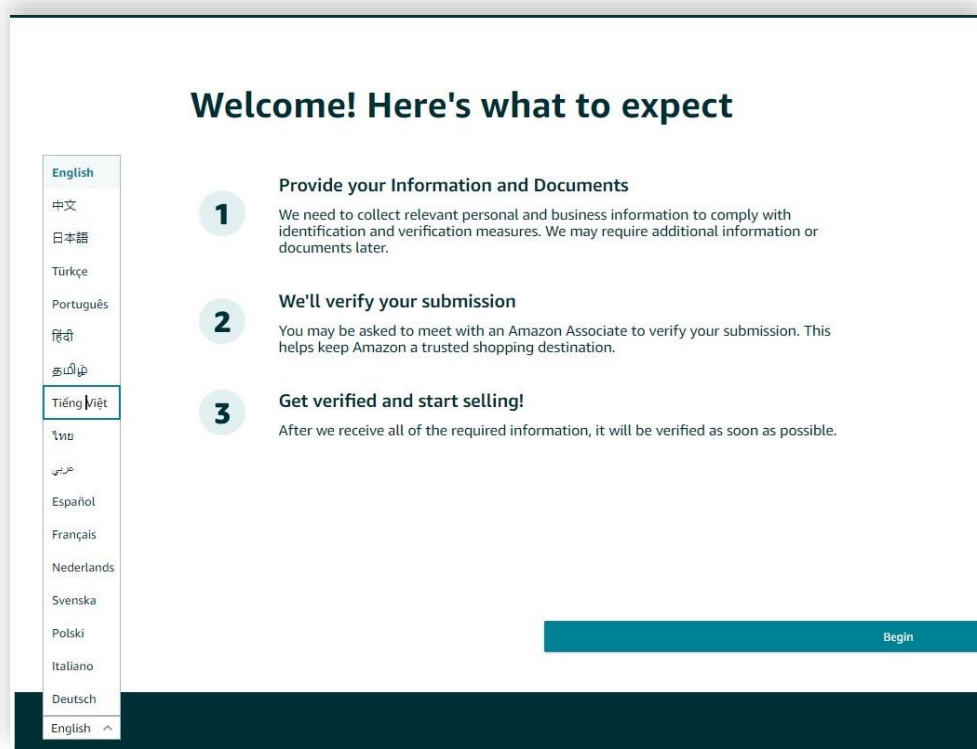 Welcome! Here's what to expect
English
中文
日本語
Türkçe
Português
हिंदी
தமிழ்
Tiếng Việt
ไทย
عربي
Español
Français
Nederlands
Svenska
Polski
Italiano
Deutsch
English
1
Provide your Information and Documents
We need to collect relevant personal and business information to comply with
identification and verification measures. We may require additional information or
documents later.
2
We'll verify your submission
You may be asked to meet with an Amazon Associate to verify your submission. This
helps keep Amazon a trusted shopping destination.
3
Get verified and start selling!
After we receive all of the required information, it will be verified as soon as possible.
Begin